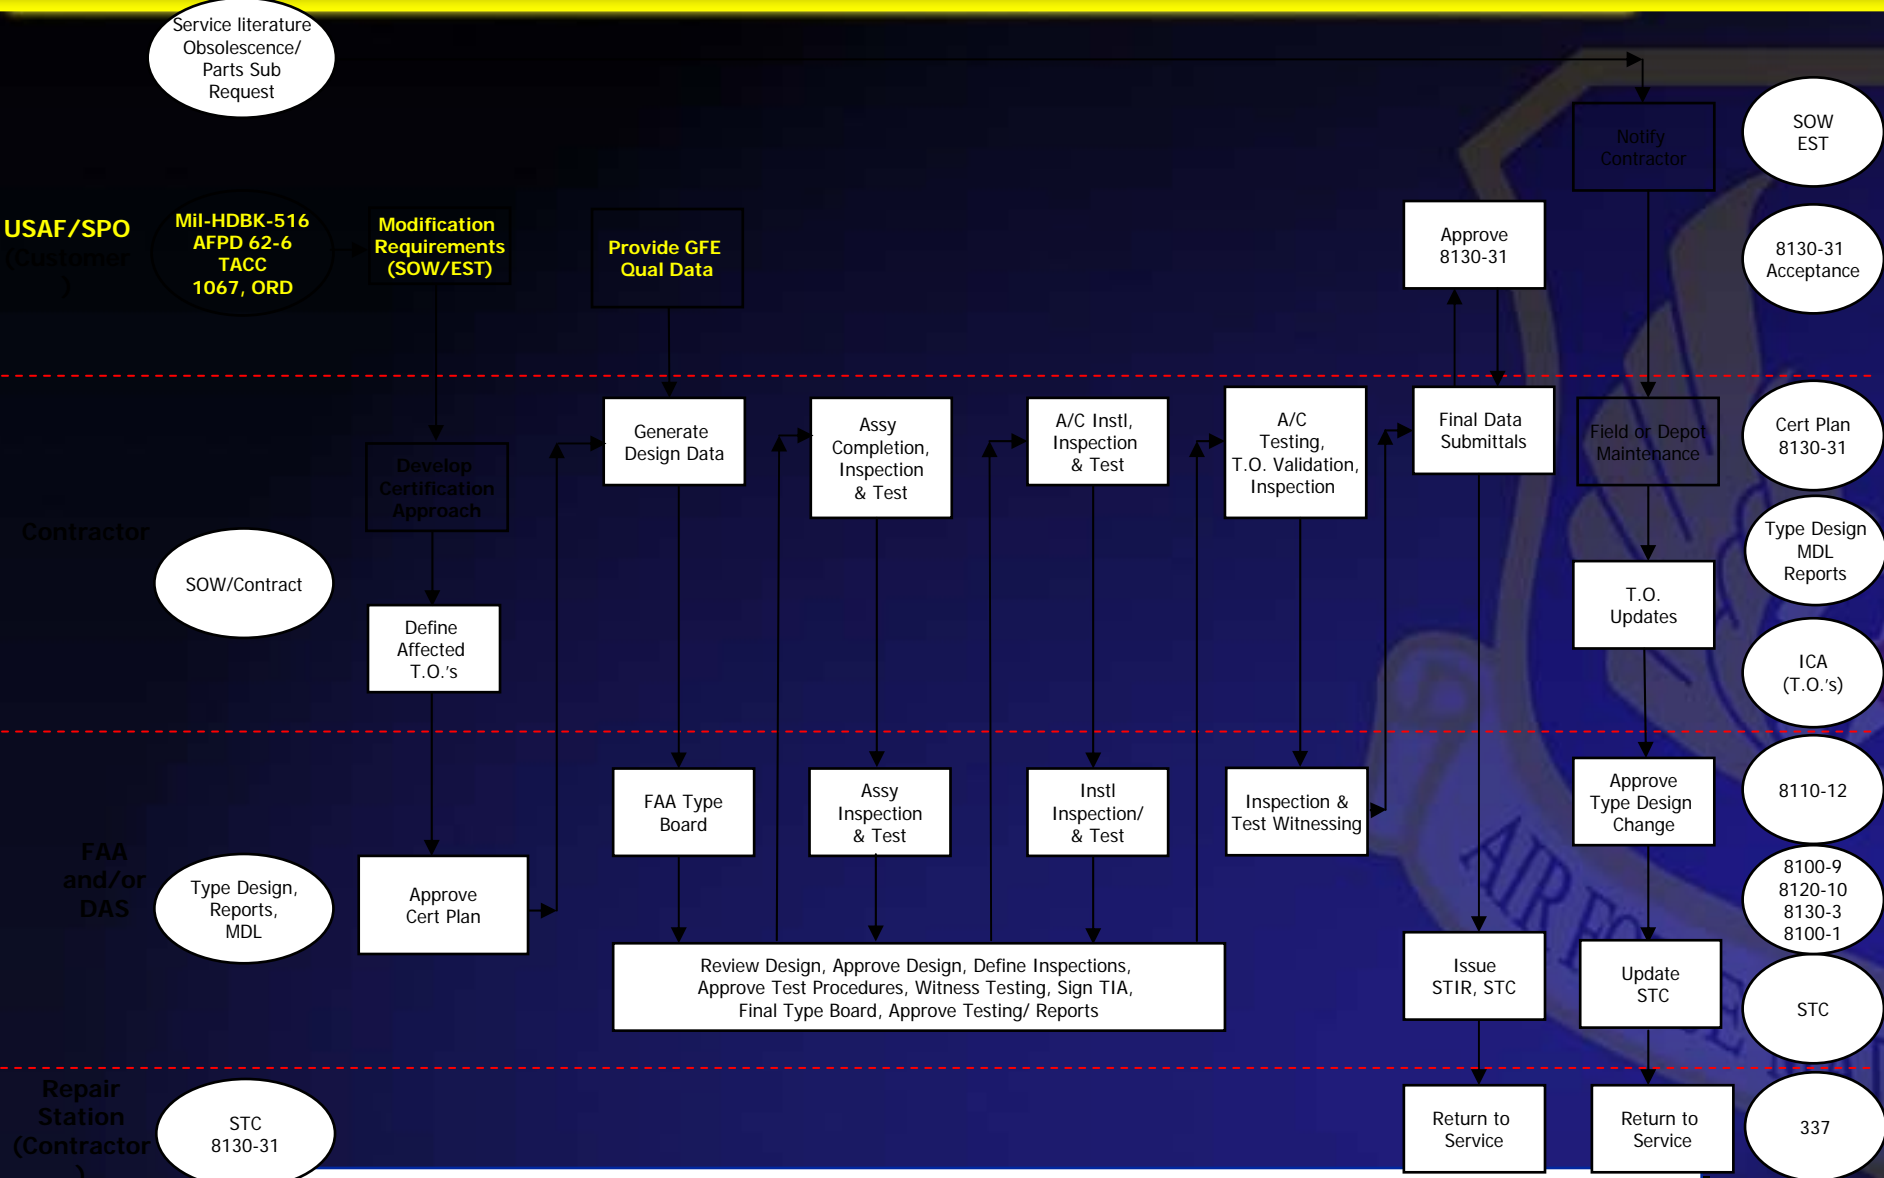 Service literature
Obsolescence/
Parts Sub
Request
Notify
Contractor
SOW
EST
USAF/SPO
(Customer
)
Mil-HDBK-516
AFPD 62-6
TACC
1067, ORD
Modification
Requirements
(SOW/EST)
Provide GFE
Qual Data
Approve
8130-31
8130-31
Acceptance
Contractor
SOW/Contract
Develop
Certification
Approach
Define
Affected
T.O.'s
Generate
Design Data
Assy
Completion,
Inspection
& Test
A/C Instl,
Inspection
& Test
A/C
Testing,
T.O. Validation,
Inspection
Final Data
Submittals
Field or Depot
Maintenance
T.O.
Updates
Cert Plan
8130-31
Type Design
MDL
Reports
ICA
(T.O.'s)
FAA
and/or
DAS
Type Design,
Reports,
MDL
Approve
Cert Plan
FAA Type
Board
Assy
Inspection
& Test
Instl
Inspection/
& Test
Inspection &
Test Witnessing
Review Design, Approve Design, Define Inspections,
Approve Test Procedures, Witness Testing, Sign TIA,
Final Type Board, Approve Testing/ Reports
Issue
STIR, STC
Approve
Type Design
Change
Update
STC
8110-12
8100-9
8120-10
8130-3
8100-1
STC
AIR FORCE
Repair
Station
(Contractor
)
STC
8130-31
Return to
Service
Return to
Service
337